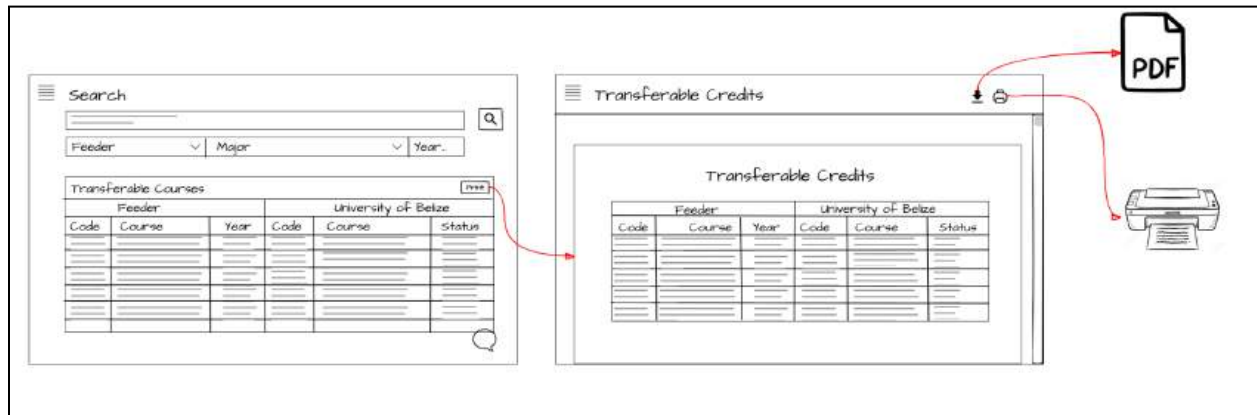 Search
Feeder Major Year..
Transferable Courses Print
Feeder University of Belize
Code Course Year Code Course Status
Transferable Credits
Transferable Credits
Feeder University of Belize
Code Course Year Code Course Status
PDF